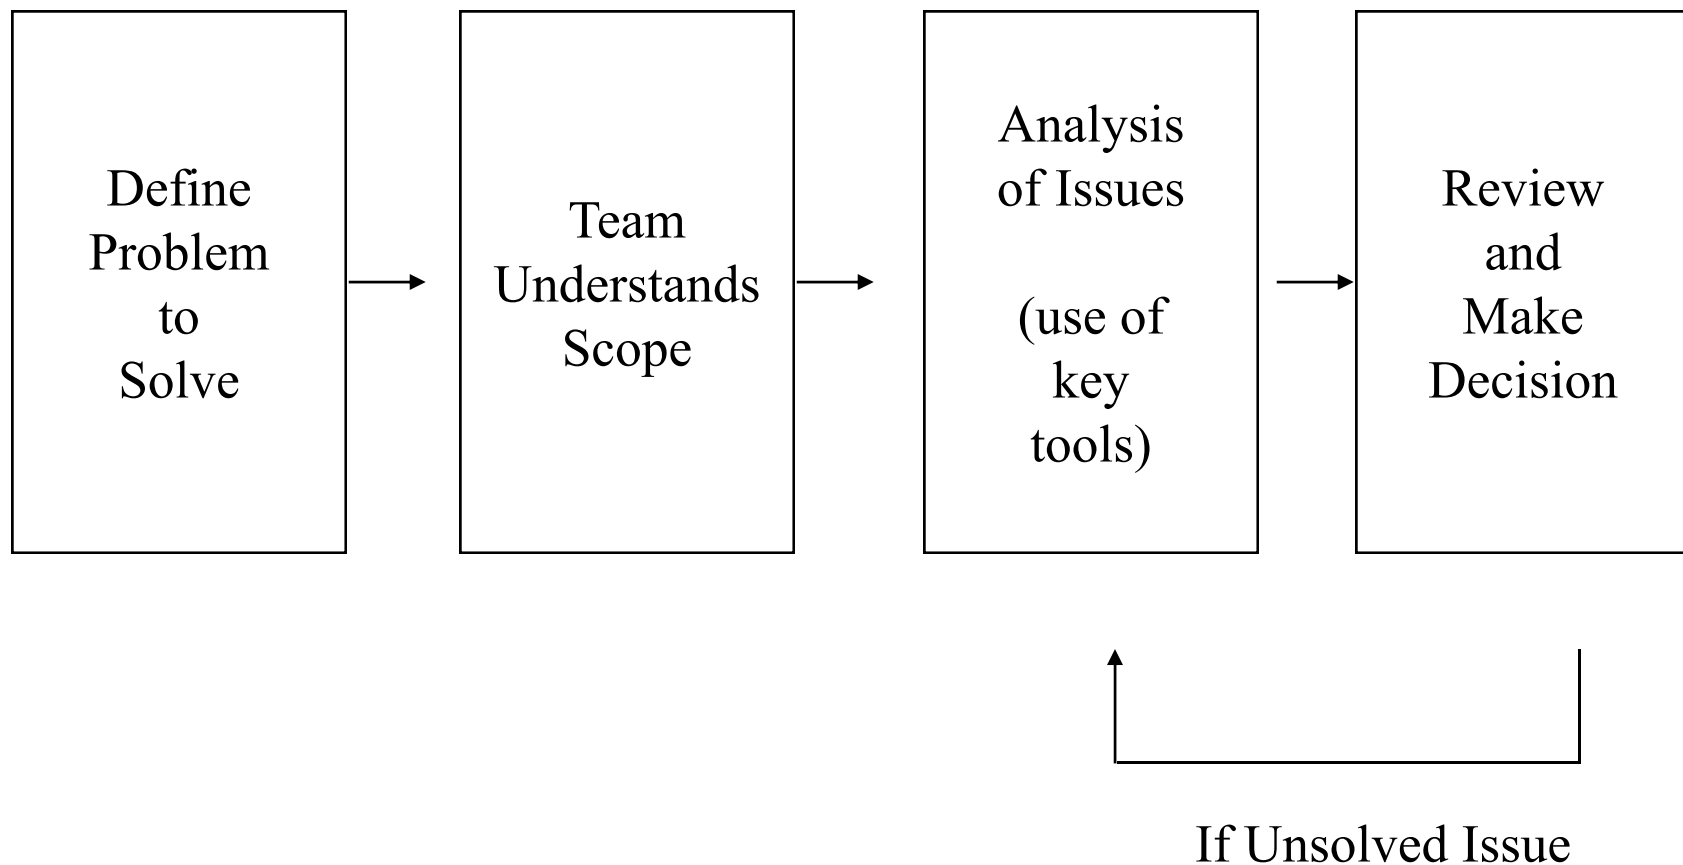 Define
Problem
to
Solve
Team
Understands
Scope
Analysis
of Issues
(use of
key
tools)
Review
and
Make
Decision
If Unsolved Issue